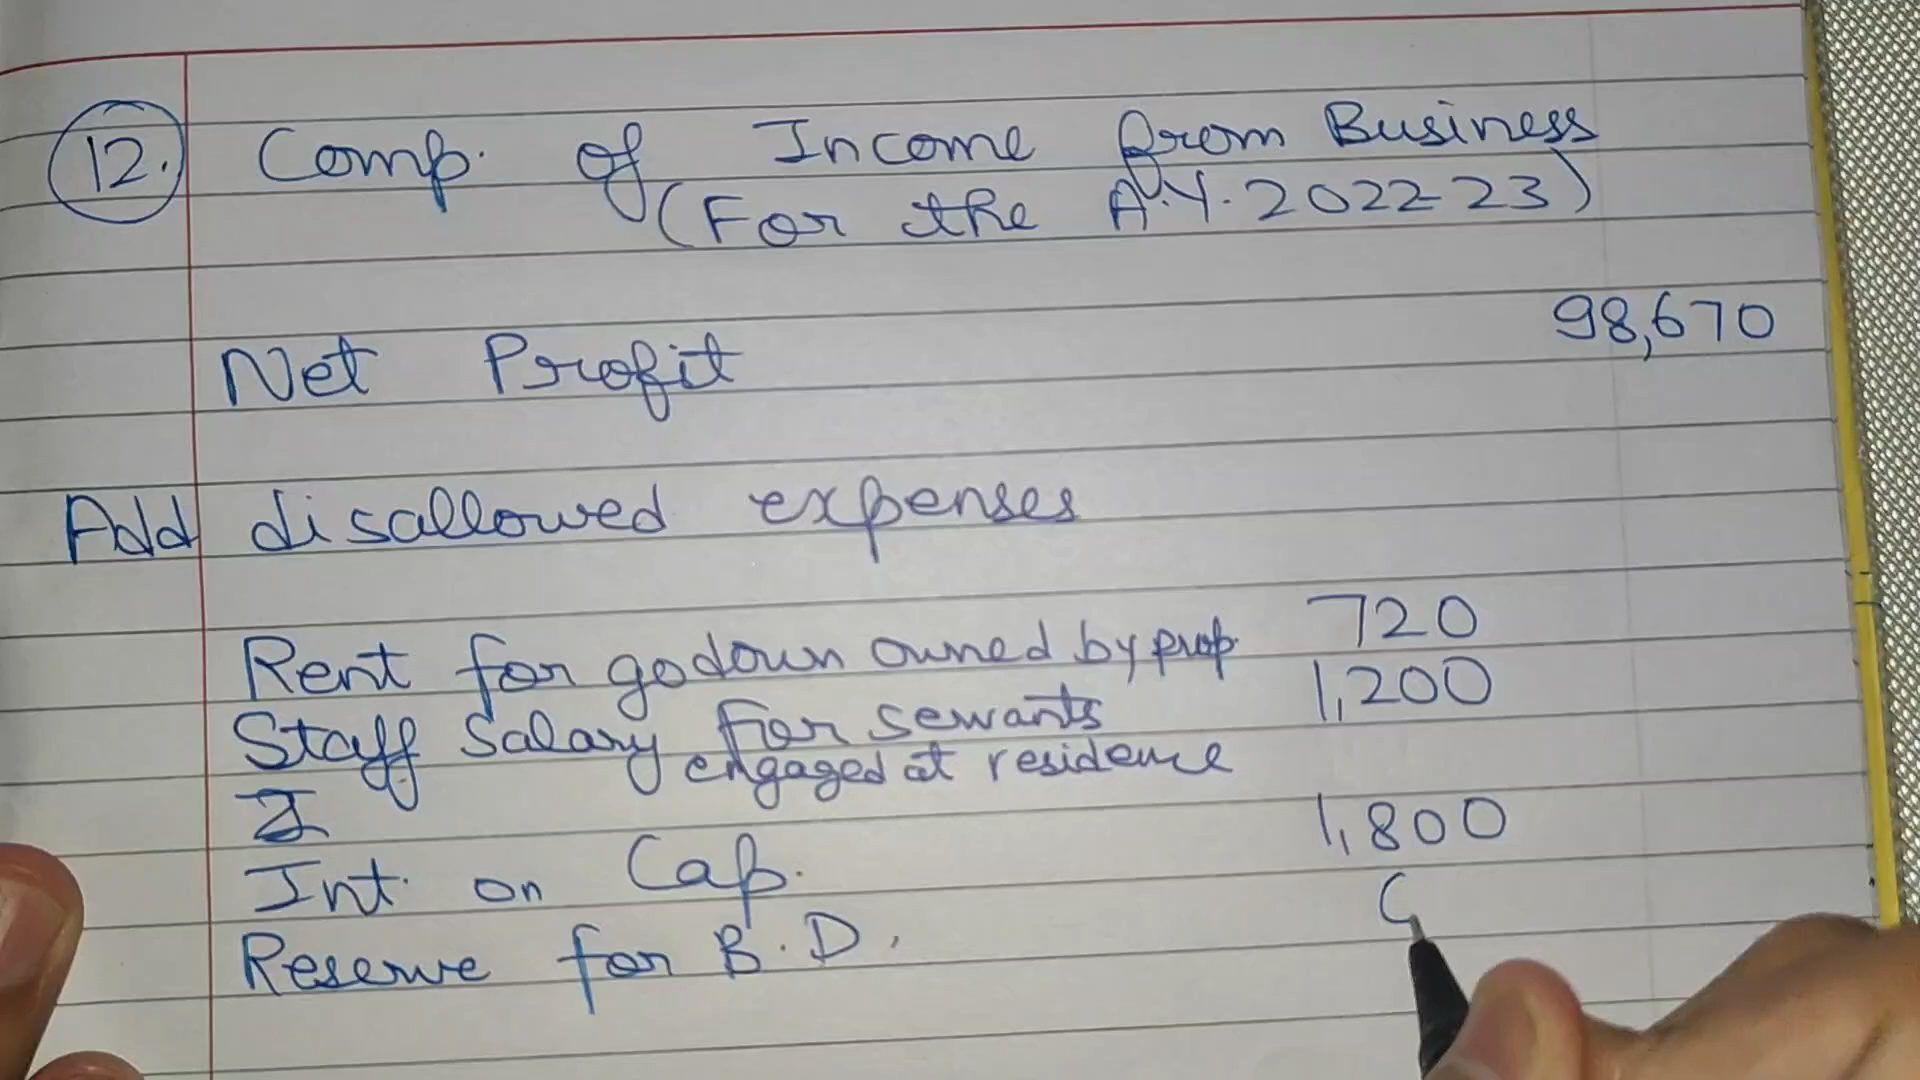 12. Comp. of Income from Business
(For the A.Y. 2022-23)
Net Profit 98,670
Add disallowed expenses
Rent for godown owned by prop. 720
Staff Salary for servants 1,200
engaged at residence
Int. on Cap. 1,800
Reserve for B.D.